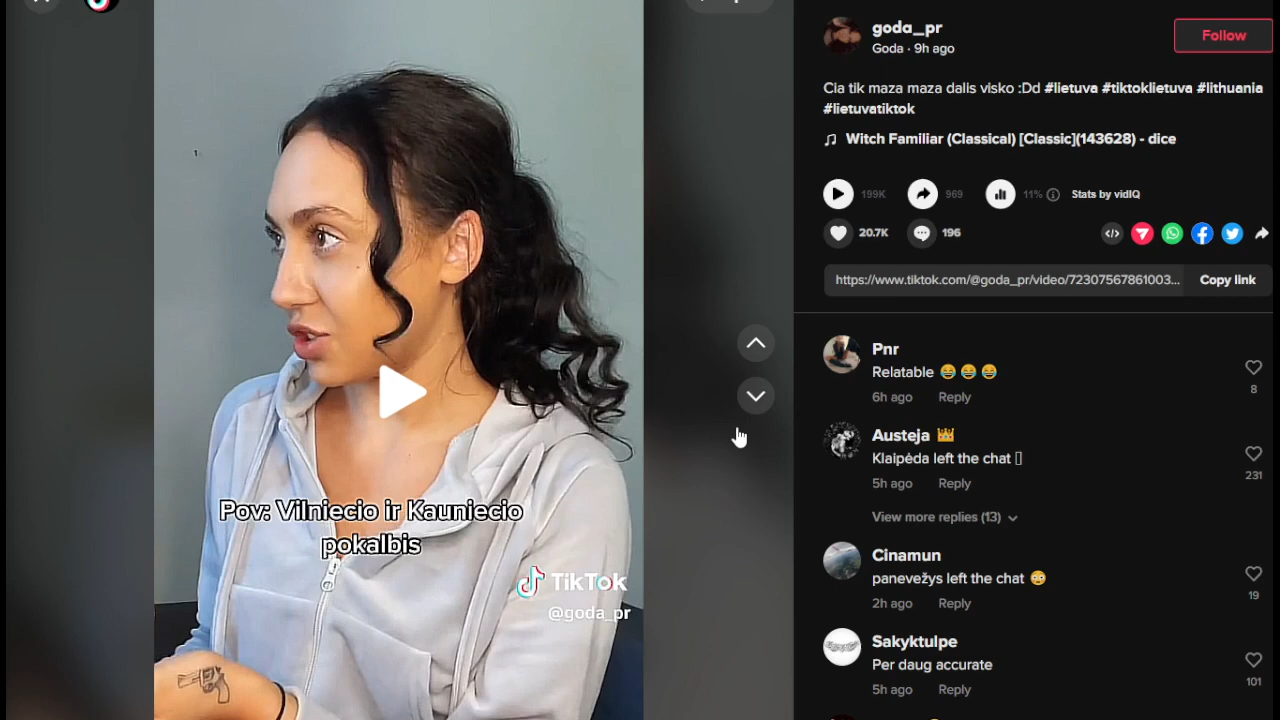 Pov: Vilniecio ir Kauniecio
pokalbis
TikTok
@goda_pr
goda_pr
Goda · 9h ago
Follow
Cia tik maza maza dalis visko :Dd #lietuva #tiktoklietuva #lithuania
#lietuvatiktok
Witch Familiar (Classical) [Classic](143628) - dice
199K
969
11%
Stats by vidIQ
20.7K
196
https://www.tiktok.com/@goda_pr/video/72307567861003...
Copy link
Pnr
Relatable 😂😂😂
6h ago Reply
8
Austeja 👑
Klaipėda left the chat
5h ago Reply
231
View more replies (13)
Cinamun
panevežys left the chat 😳
2h ago Reply
19
Sakyktulpe
Per daug accurate
5h ago Reply
101